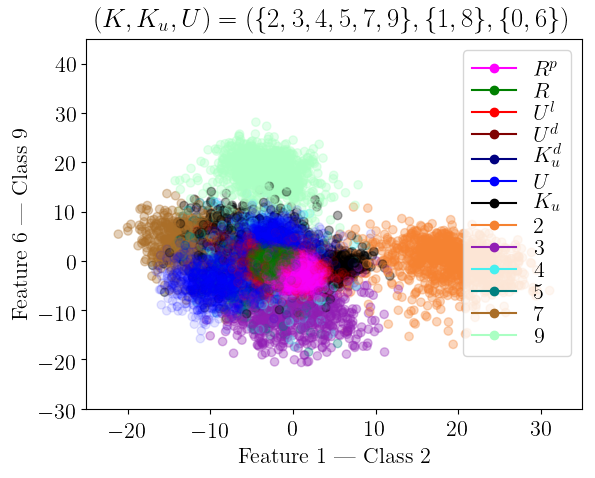 (K, K_u, U) = ({2, 3, 4, 5, 7, 9}, {1, 8}, {0, 6})
Feature 6 — Class 9
40
30
20
10
0
−10
−20
−30
−20
−10
0
10
20
30
Feature 1 — Class 2
R^p
R
U^l
U^d
K_u^d
U
K_u
2
3
4
5
7
9